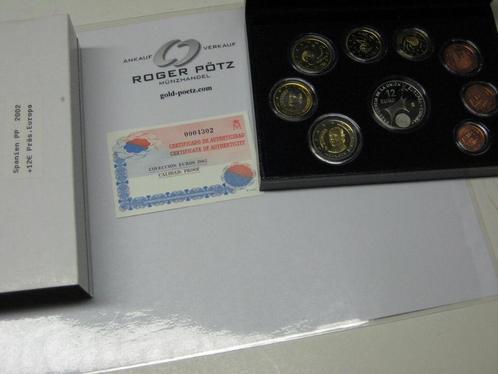 Spanien PP 2002
+12€ Präs.Europa
ANKAUF VERKAUF
ROGER PÖTZ
MÜNZHANDEL
gold-poetz.com
0001302
CERTIFICADO DE AUTENTICIDAD
CERTIFICATE OF AUTHENTICITY
COLECCION EUROS 2002
CALIDAD PROOF
12
EURO